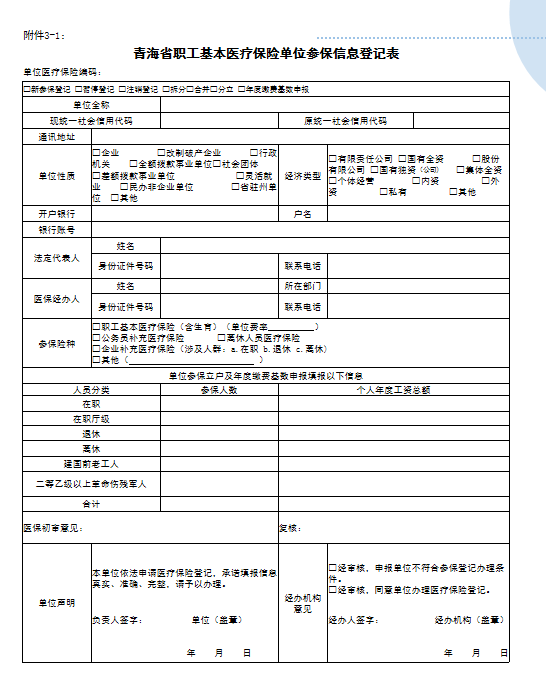 附件3-1:
青海省职工基本医疗保险单位参保信息登记表
单位医疗保险编码：
□新参保登记 □暂停登记 □注销登记 □拆分□合并□分立 □年度缴费基数申报
单位全称
现统一社会信用代码 原统一社会信用代码
通讯地址
单位性质
□企业 □改制破产企业 □行政
机关 □全额拨款事业单位□社会团体
□差额拨款事业单位 □灵活就
业 □民办非企业单位 □省驻州单
位 □其他
经济类型
□有限责任公司 □国有全资 □股份
有限公司 □国有独资（公司） □集体全资
□个体经营 □内资 □外
资 □私有 □其他
开户银行 户名
银行账号
法定代表人
姓名
身份证件号码 联系电话
医保经办人
姓名 所在部门
身份证件号码 联系电话
参保险种
□职工基本医疗保险（含生育）（单位费率________）
□公务员补充医疗保险 □离休人员医疗保险
□企业补充医疗保险（涉及人群：a.在职 b.退休 c.离休）
□其他（________________________）
单位参保立户及年度缴费基数申报填报以下信息
人员分类 参保人数 个人年度工资总额
在职
在职厅级
退休
离休
建国前老工人
二等乙级以上革命伤残军人
合计
医保初审意见： 复核：
单位声明
本单位依法申请医疗保险登记，承诺填报信息
真实、准确、完整，请予以办理。
负责人签字： 单位（盖章）
年 月 日
经办机构
意见
□经审核，申报单位不符合参保登记办理条
件。
□经审核，同意单位办理医疗保险登记。
经办人签字： 经办机构（盖章）
年 月 日